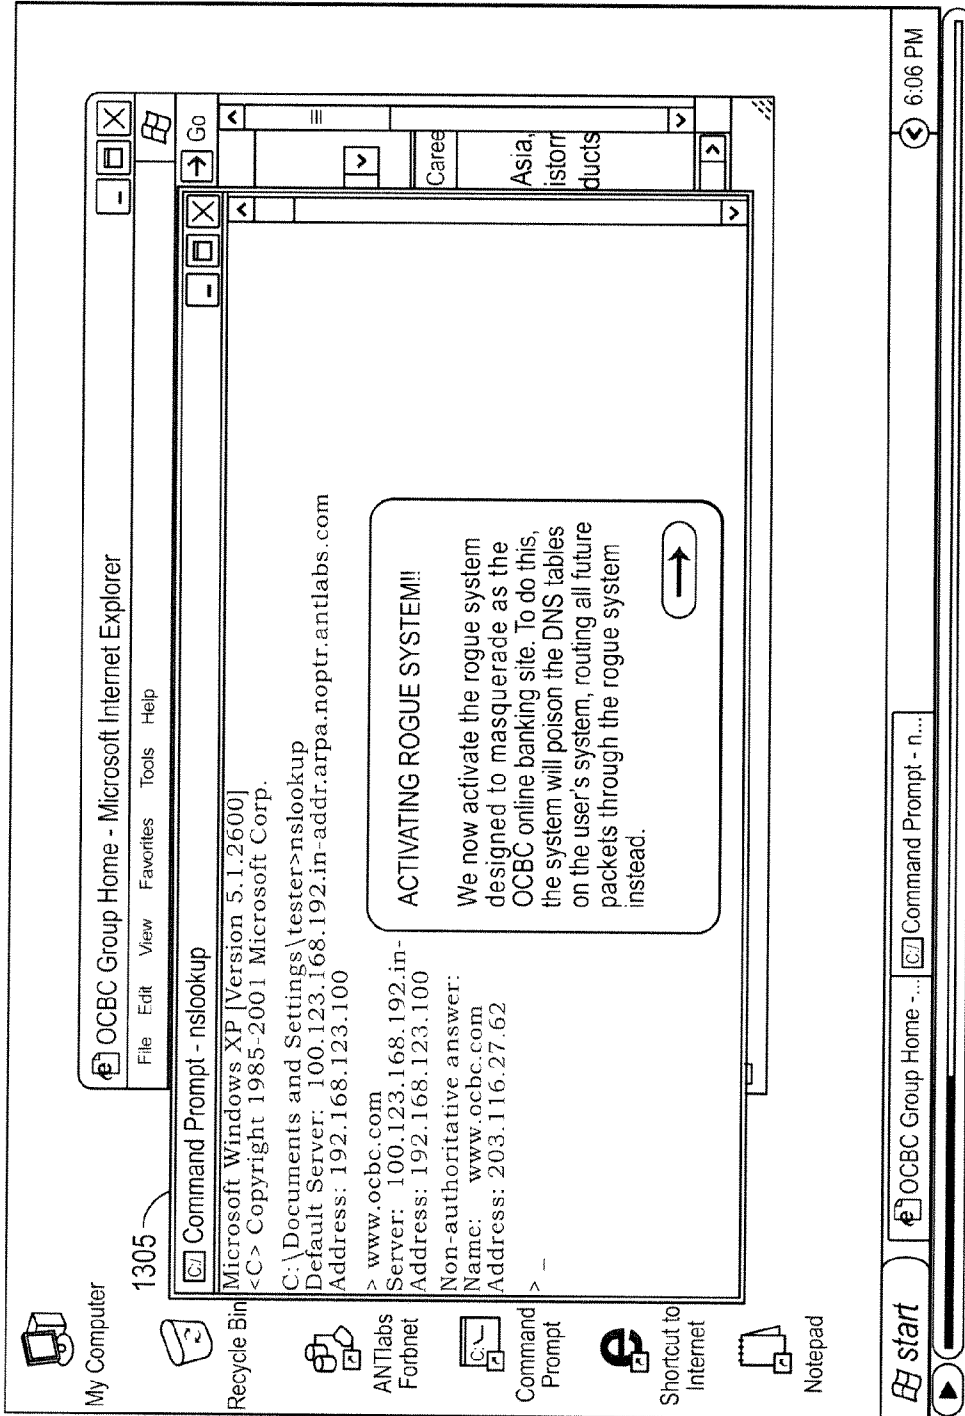 My Computer
Recycle Bin
ANTlabs
Forbnet
Command
Prompt
Shortcut to
Internet
Notepad
1305
OCBC Group Home - Microsoft Internet Explorer
File Edit View Favorites Tools Help
Go
Caree
Asia,
istorr
ducts
C:/ Command Prompt - nslookup
Microsoft Windows XP [Version 5.1.2600]
<C> Copyright 1985-2001 Microsoft Corp.
C:\Documents and Settings\tester>nslookup
Default Server: 100.123.168.192.in-addr.arpa.noptr.antlabs.com
Address: 192.168.123.100
> www.ocbc.com
Server: 100.123.168.192.in-
Address: 192.168.123.100
Non-authoritative answer:
Name: www.ocbc.com
Address: 203.116.27.62
> _
ACTIVATING ROGUE SYSTEM!!
We now activate the rogue system
designed to masquerade as the
OCBC online banking site. To do this,
the system will poison the DNS tables
on the user's system, routing all future
packets through the rogue system
instead.
start
e OCBC Group Home -...
C:/ Command Prompt - n...
6:06 PM